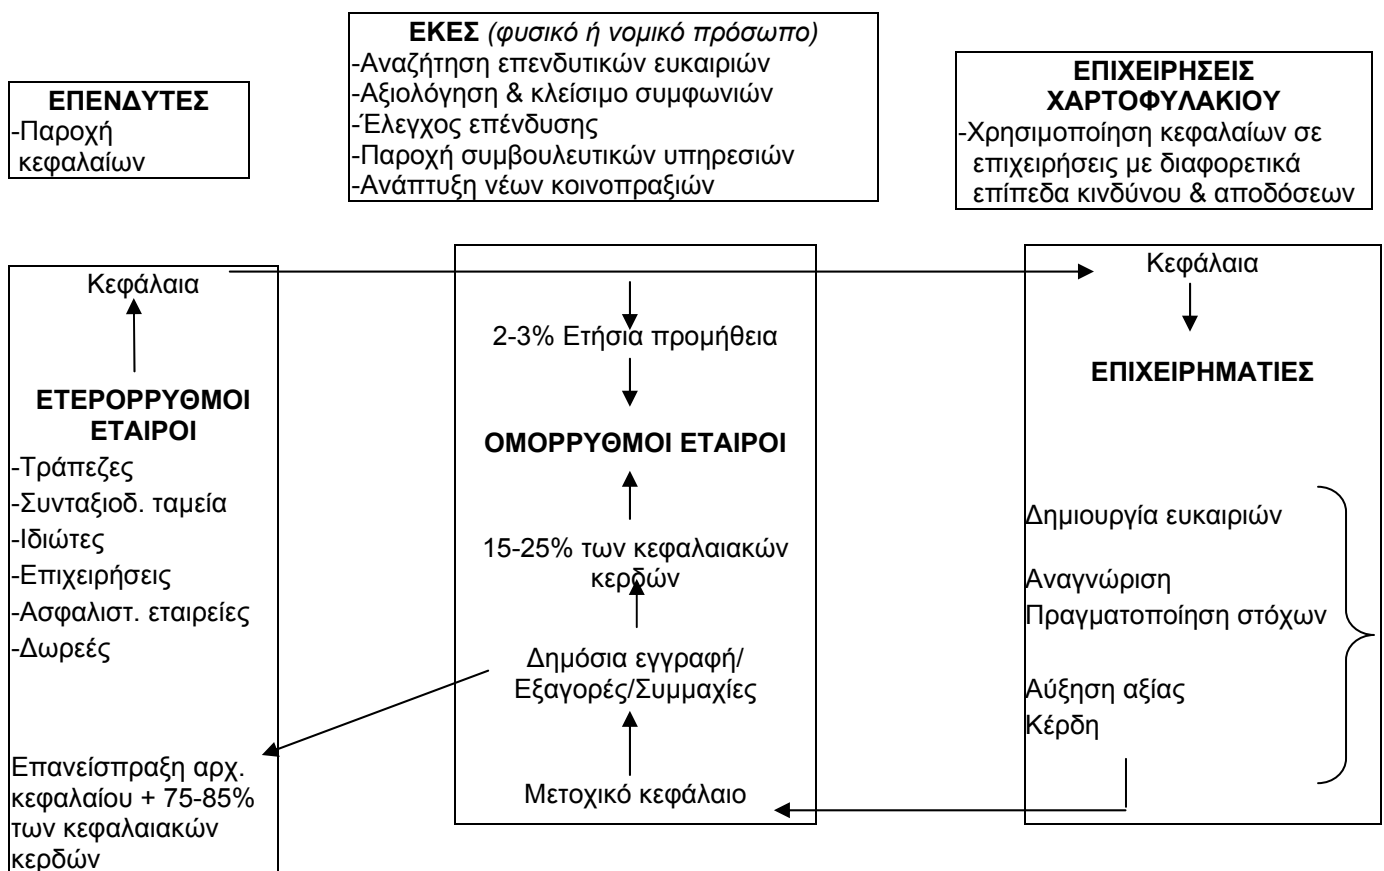 ΕΠΕΝΔΥΤΕΣ
-Παροχή
κεφαλαίων
ΕΚΕΣ (φυσικό ή νομικό πρόσωπο)
-Αναζήτηση επενδυτικών ευκαιριών
-Αξιολόγηση & κλείσιμο συμφωνιών
-Έλεγχος επένδυσης
-Παροχή συμβουλευτικών υπηρεσιών
-Ανάπτυξη νέων κοινοπραξιών
ΕΠΙΧΕΙΡΗΣΕΙΣ
ΧΑΡΤΟΦΥΛΑΚΙΟΥ
-Χρησιμοποίηση κεφαλαίων σε
επιχειρήσεις με διαφορετικά
επίπεδα κινδύνου & αποδόσεων
Κεφάλαια
ΕΤΕΡΟΡΡΥΘΜΟΙ
ΕΤΑΙΡΟΙ
-Τράπεζες
-Συνταξιοδ. ταμεία
-Ιδιώτες
-Επιχειρήσεις
-Ασφαλιστ. εταιρείες
-Δωρεές
Επανείσπραξη αρχ.
κεφαλαίου + 75-85%
των κεφαλαιακών
κερδών
2-3% Ετήσια προμήθεια
ΟΜΟΡΡΥΘΜΟΙ ΕΤΑΙΡΟΙ
15-25% των κεφαλαιακών
κερδών
Δημόσια εγγραφή/
Εξαγορές/Συμμαχίες
Μετοχικό κεφάλαιο
Κεφάλαια
ΕΠΙΧΕΙΡΗΜΑΤΙΕΣ
Δημιουργία ευκαιριών
Αναγνώριση
Πραγματοποίηση στόχων
Αύξηση αξίας
Κέρδη